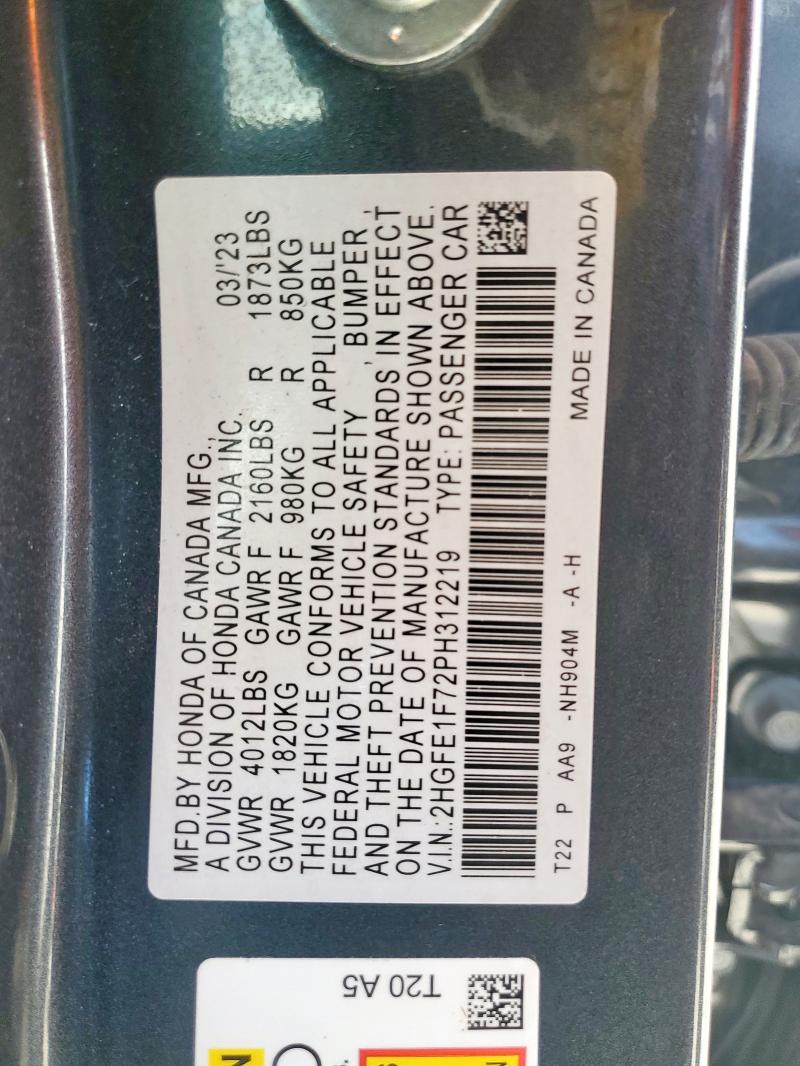 MFD.BY HONDA OF CANADA MFG.,
A DIVISION OF HONDA CANADA INC. 03/'23
GVWR 4012LBS GAWR F 2160LBS R 1873LBS
GVWR 1820KG GAWR F 980KG R 850KG
THIS VEHICLE CONFORMS TO ALL APPLICABLE
FEDERAL MOTOR VEHICLE SAFETY , BUMPER ,
AND THEFT PREVENTION STANDARDS IN EFFECT
ON THE DATE OF MANUFACTURE SHOWN ABOVE.
V.I.N.:2HGFE1F72PH312219 TYPE: PASSENGER CAR
T22 P AA9 -NH904M -A -H MADE IN CANADA
T20 A5